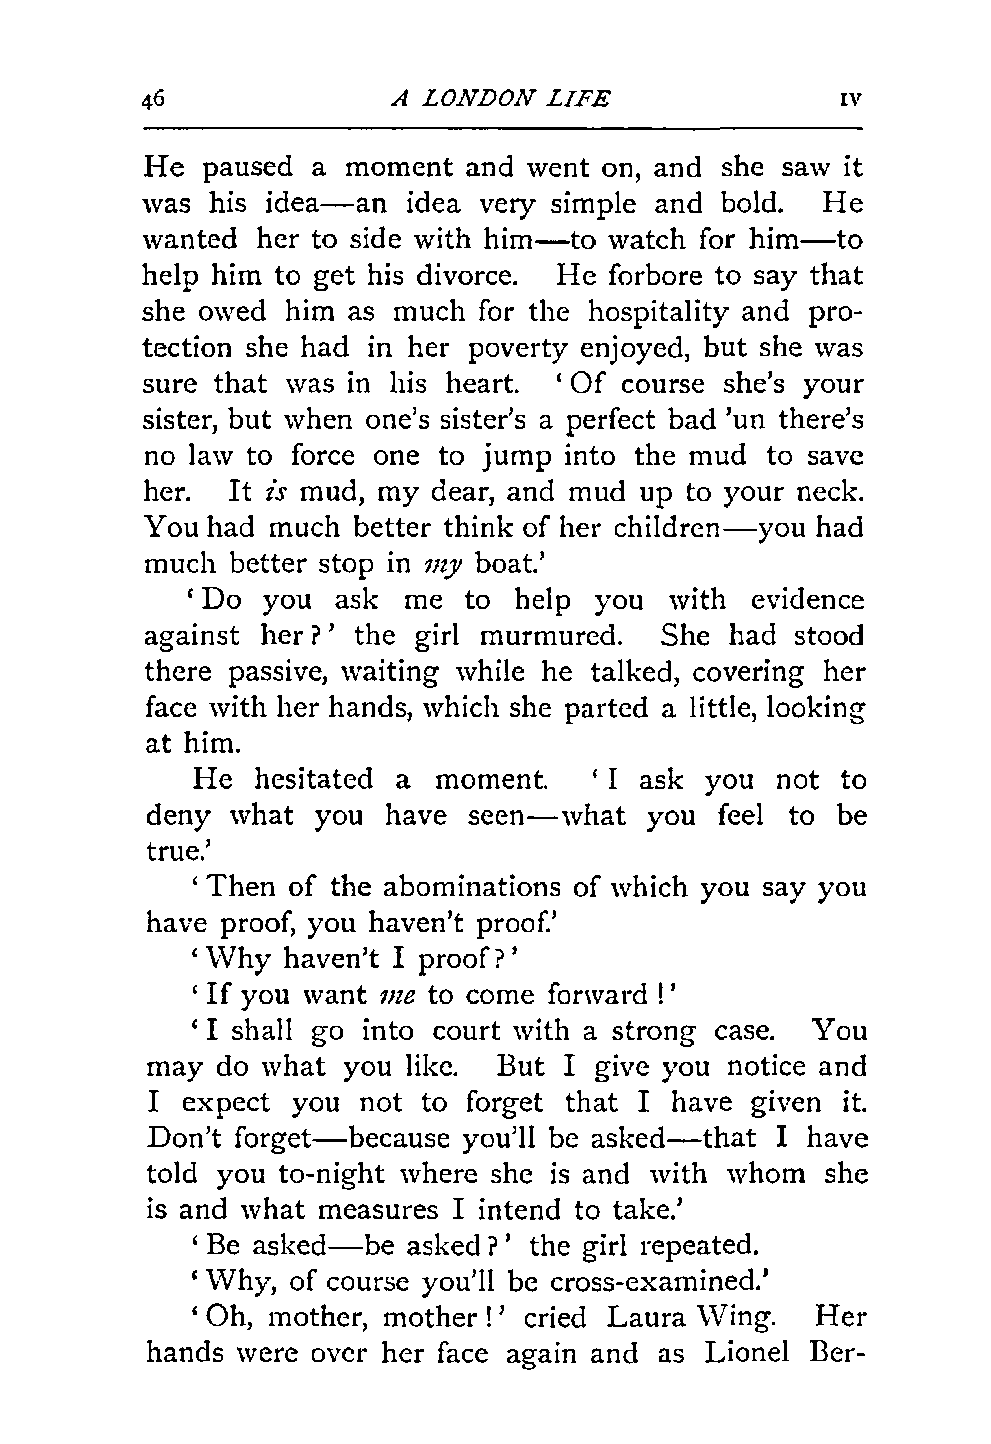 46 A LONDON LIFE IV
He paused a moment and went on, and she saw it
was his idea—an idea very simple and bold. He
wanted her to side with him—to watch for him—to
help him to get his divorce. He forbore to say that
she owed him as much for the hospitality and pro-
tection she had in her poverty enjoyed, but she was
sure that was in his heart. ‘Of course she’s your
sister, but when one’s sister’s a perfect bad ’un there’s
no law to force one to jump into the mud to save
her. It is mud, my dear, and mud up to your neck.
You had much better think of her children—you had
much better stop in my boat.’
‘Do you ask me to help you with evidence
against her?’ the girl murmured. She had stood
there passive, waiting while he talked, covering her
face with her hands, which she parted a little, looking
at him.
He hesitated a moment. ‘I ask you not to
deny what you have seen—what you feel to be
true.’
‘Then of the abominations of which you say you
have proof, you haven’t proof.’
‘Why haven’t I proof?’
‘If you want me to come forward!’
‘I shall go into court with a strong case. You
may do what you like. But I give you notice and
I expect you not to forget that I have given it.
Don’t forget—because you’ll be asked—that I have
told you to-night where she is and with whom she
is and what measures I intend to take.’
‘Be asked—be asked?’ the girl repeated.
‘Why, of course you’ll be cross-examined.’
‘Oh, mother, mother!’ cried Laura Wing. Her
hands were over her face again and as Lionel Ber-